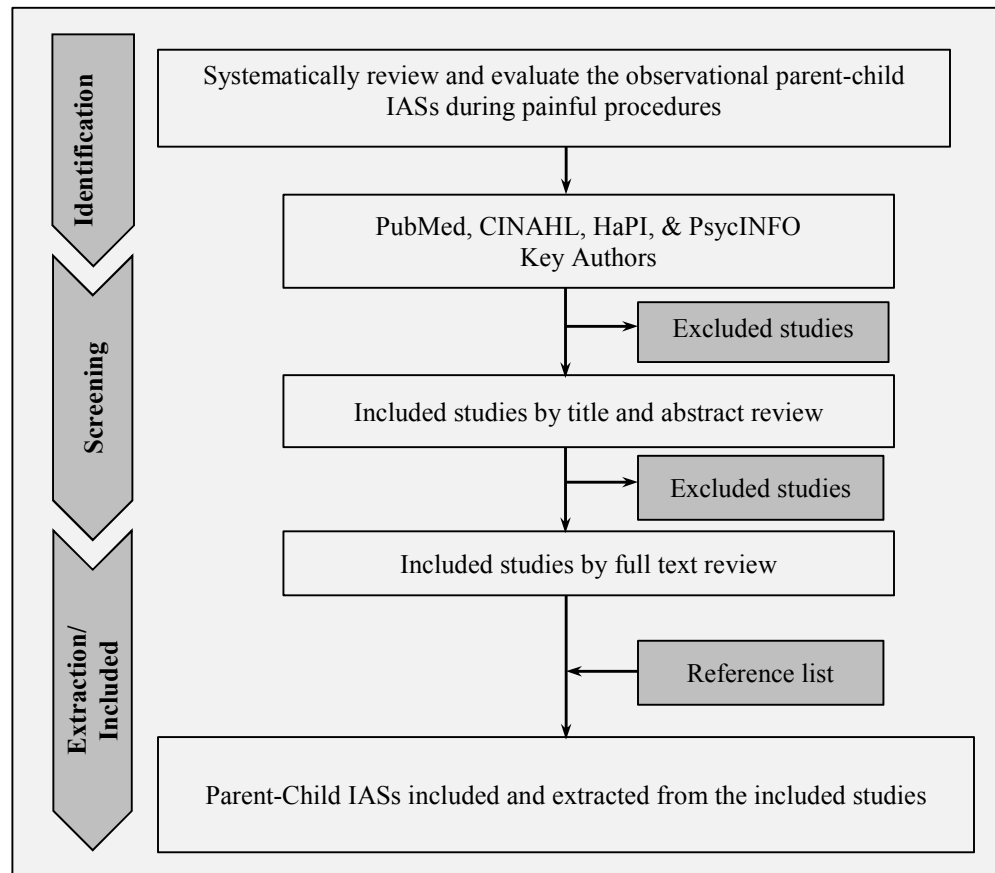 Identification
Systematically review and evaluate the observational parent-child
IASs during painful procedures
PubMed, CINAHL, HaPI, & PsycINFO
Key Authors
Screening
Excluded studies
Included studies by title and abstract review
Excluded studies
Included studies by full text review
Extraction/
Included
Reference list
Parent-Child IASs included and extracted from the included studies